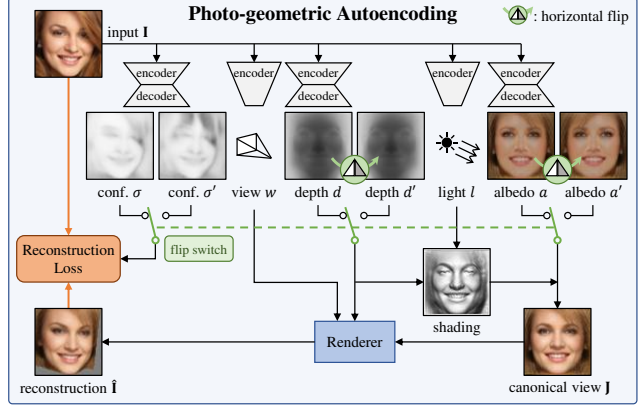 Photo-geometric Autoencoding
: horizontal flip
input I
encoder
decoder
encoder
encoder
decoder
encoder
encoder
decoder
conf. σ
conf. σ′
view w
depth d
depth d′
light l
albedo a
albedo a′
flip switch
Reconstruction
Loss
shading
Renderer
reconstruction Î
canonical view J